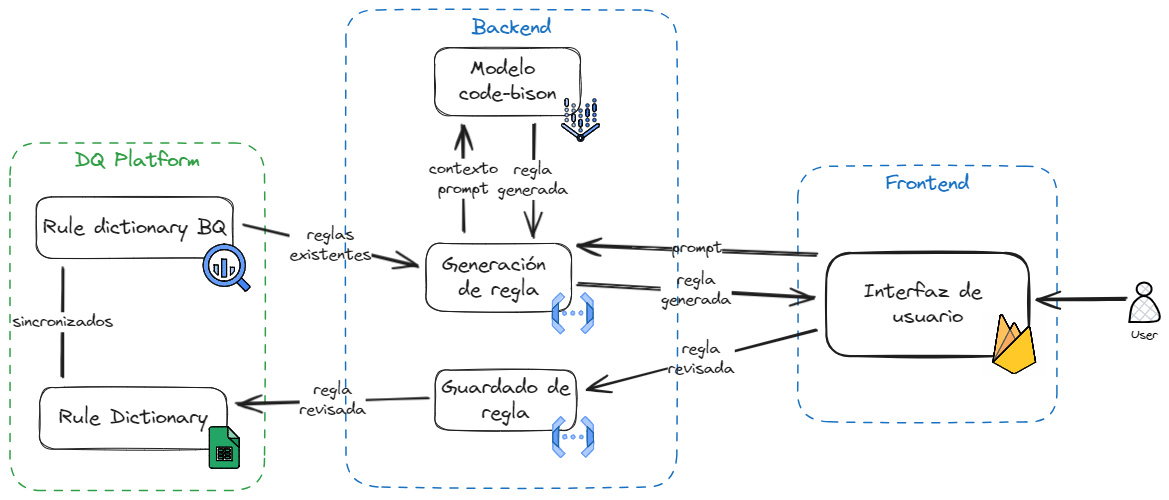 Backend
Modelo
code-bison
contexto
prompt
regla
generada
DQ Platform
Rule dictionary BQ
reglas
existentes
Generación
de regla
prompt
regla
generada
Frontend
Interfaz de
usuario
User
sincronizados
regla
revisada
Guardado de
regla
regla
revisada
Rule Dictionary